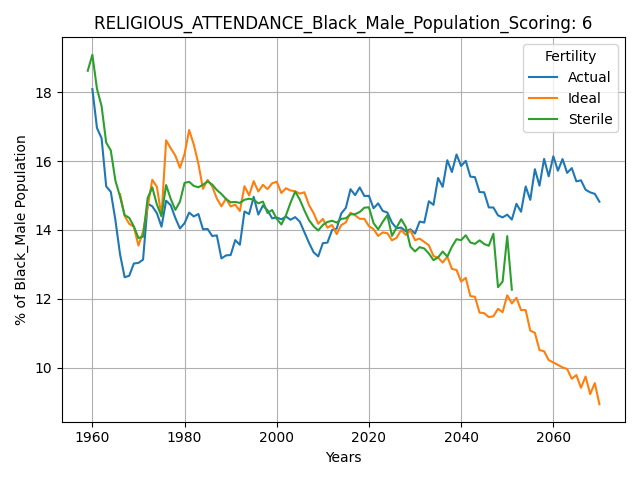 RELIGIOUS_ATTENDANCE_Black_Male_Population_Scoring: 6
Fertility
Actual
Ideal
Sterile
% of Black_Male Population
18
16
14
12
10
1960
1980
2000
2020
2040
2060
Years